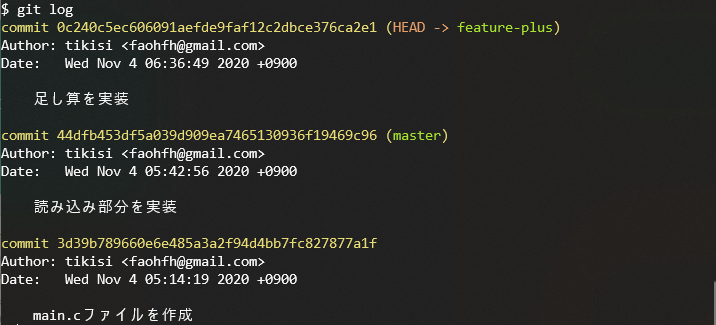 $ git log
commit 0c240c5ec606091aefde9faf12c2dbce376ca2e1 (HEAD -> feature-plus)
Author: tikisi <faohfh@gmail.com>
Date:   Wed Nov 4 06:36:49 2020 +0900
足し算を実装
commit 44dfb453df5a039d909ea7465130936f19469c96 (master)
Author: tikisi <faohfh@gmail.com>
Date:   Wed Nov 4 05:42:56 2020 +0900
読み込み部分を実装
commit 3d39b789660e6e485a3a2f94d4bb7fc827877a1f
Author: tikisi <faohfh@gmail.com>
Date:   Wed Nov 4 05:14:19 2020 +0900
main.cファイルを作成